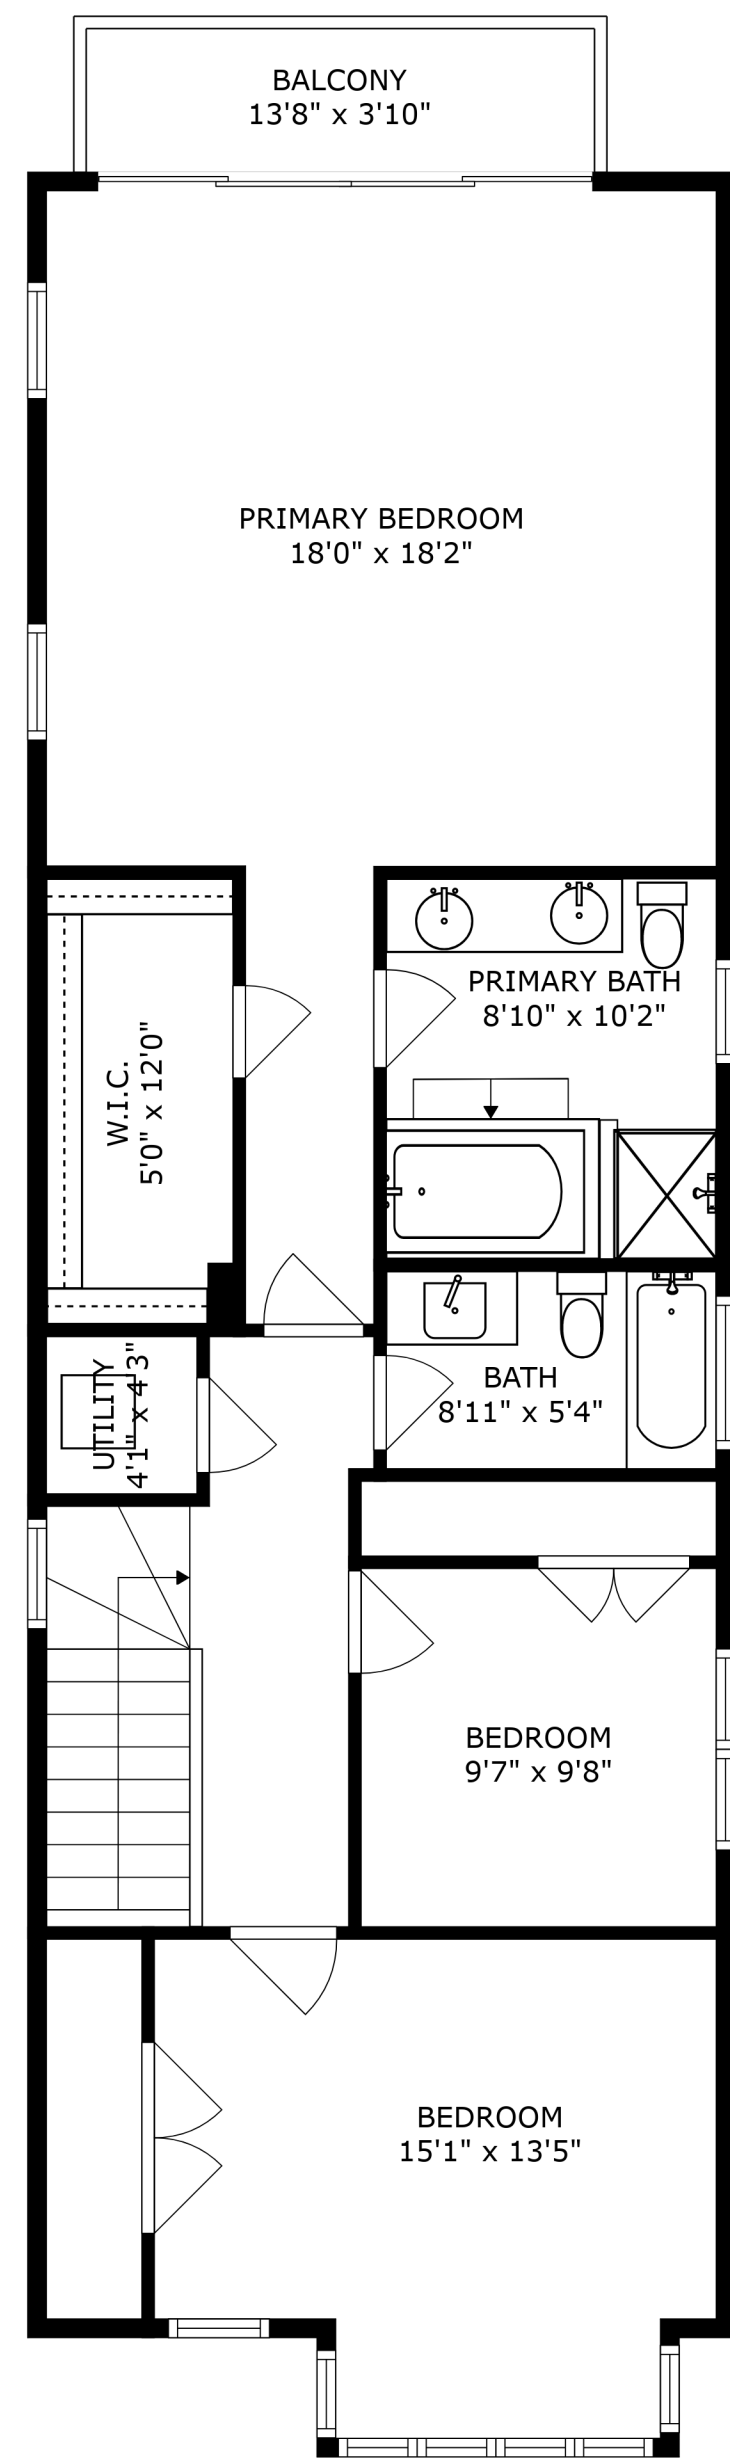 BALCONY
13'8" x 3'10"
PRIMARY BEDROOM
18'0" x 18'2"
PRIMARY BATH
8'10" x 10'2"
W.I.C.
5'0" x 12'0"
UTILITY
4'1" x 4'3"
BATH
8'11" x 5'4"
BEDROOM
9'7" x 9'8"
BEDROOM
15'1" x 13'5"